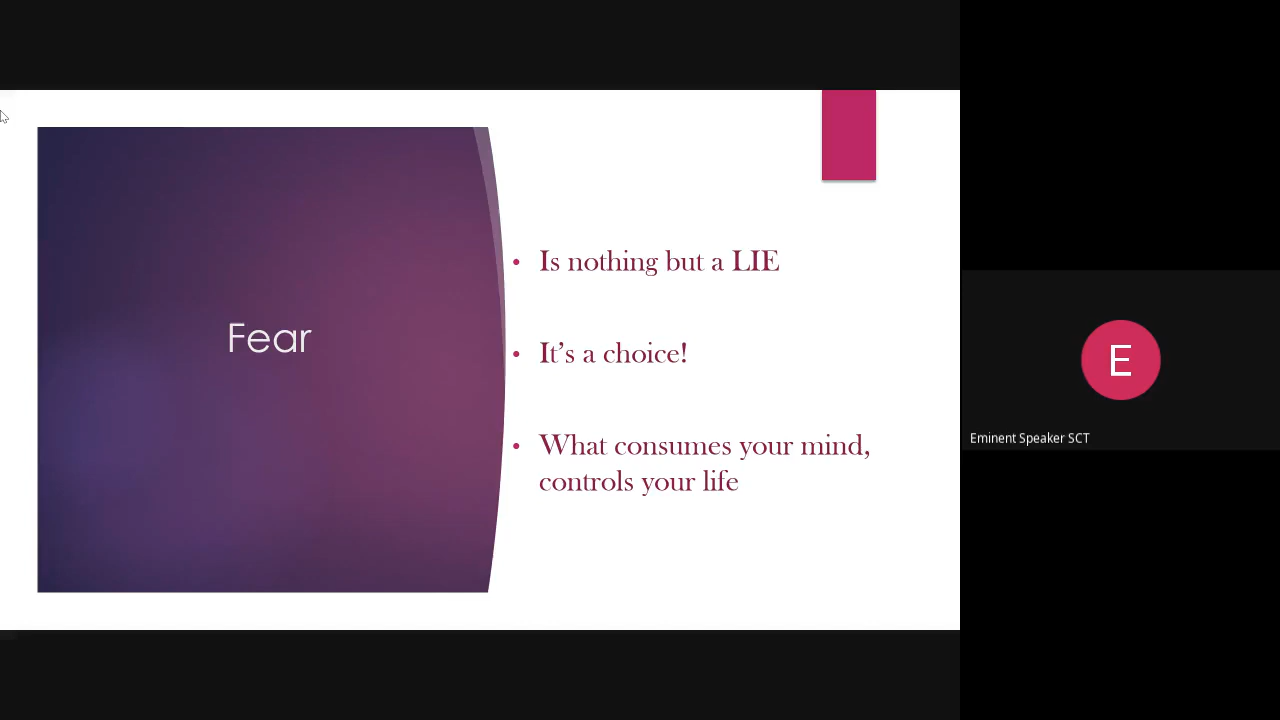 Fear
• Is nothing but a LIE
• It’s a choice!
• What consumes your mind,
controls your life
E
Eminent Speaker SCT